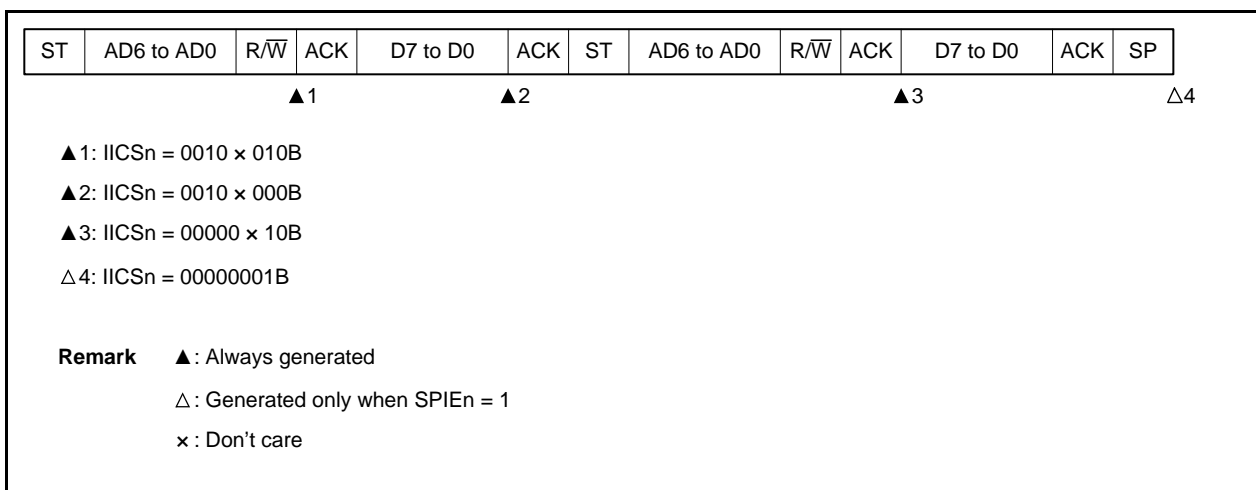 ST AD6 to AD0 R/W̅ ACK D7 to D0 ACK ST AD6 to AD0 R/W̅ ACK D7 to D0 ACK SP
▲1 ▲2 ▲3 △4
▲1: IICSn = 0010 × 010B
▲2: IICSn = 0010 × 000B
▲3: IICSn = 00000 × 10B
△4: IICSn = 00000001B
Remark ▲: Always generated
△: Generated only when SPIEn = 1
×: Don't care